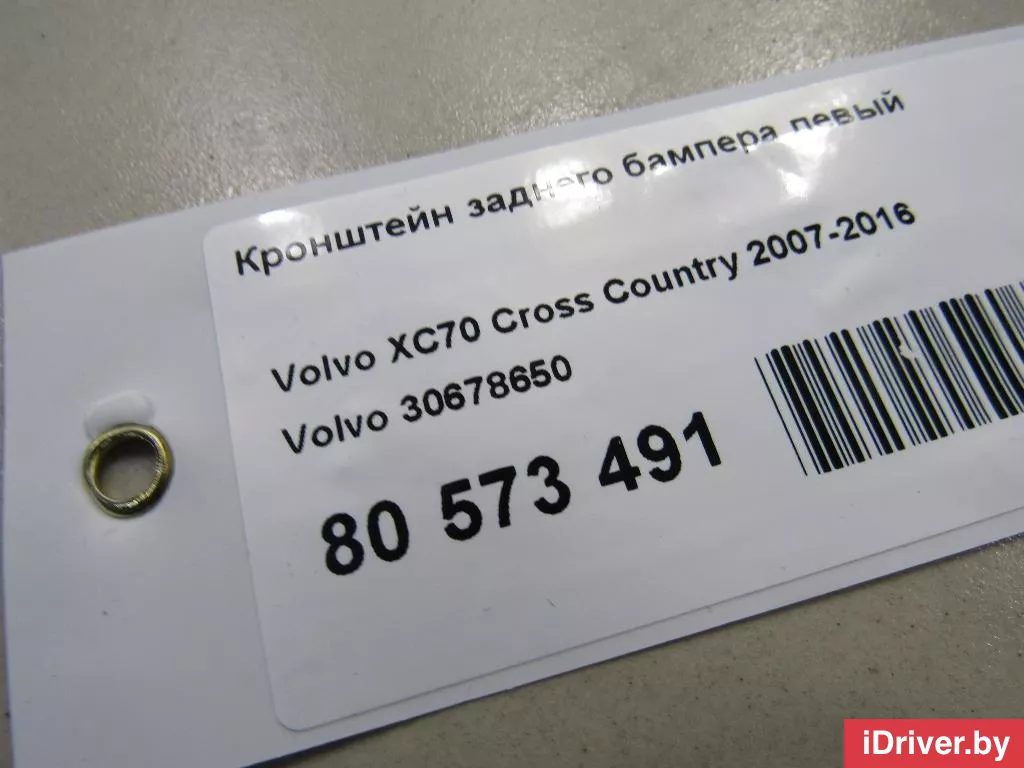 Кронштейн заднего бампера левый
Volvo XC70 Cross Country 2007-2016
Volvo 30678650
80 573 491
iDriver.by